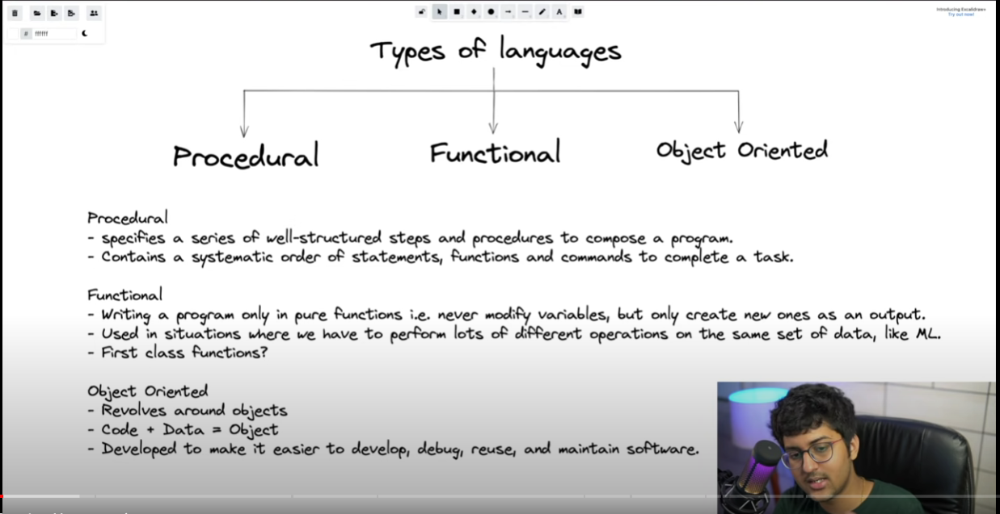 Introducing Excalidraw+
Try out now!
# ffffff
A
Types of languages
Procedural
Functional
Object Oriented
Procedural
- specifies a series of well-structured steps and procedures to compose a program.
- Contains a systematic order of statements, functions and commands to complete a task.
Functional
- Writing a program only in pure functions i.e. never modify variables, but only create new ones as an output.
- Used in situations where we have to perform lots of different operations on the same set of data, like ML.
- First class functions?
Object Oriented
- Revolves around objects
- Code + Data = Object
- Developed to make it easier to develop, debug, reuse, and maintain software.